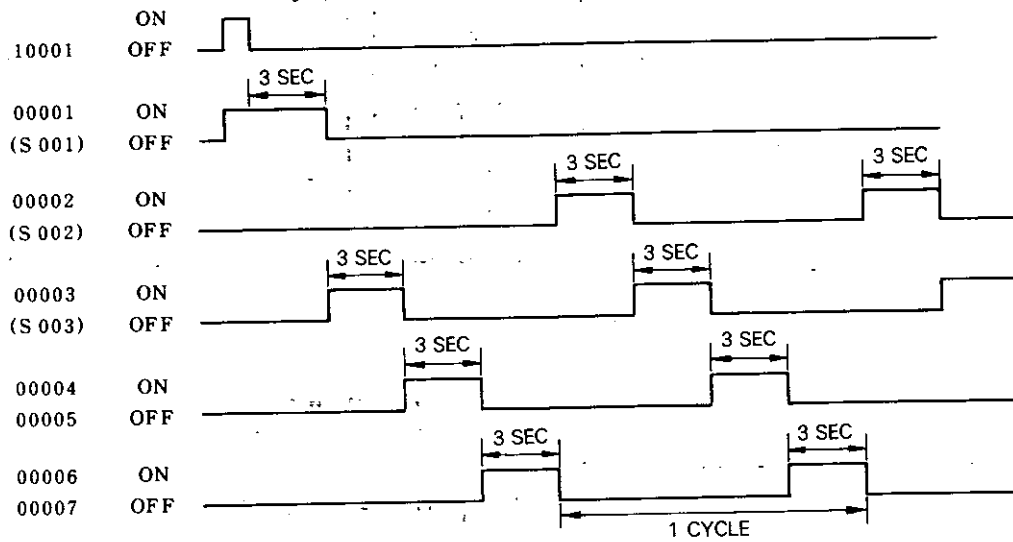 ON
10001 OFF
3 SEC
00001 ON
(S 001) OFF
3 SEC 3 SEC
00002 ON
(S 002) OFF
3 SEC 3 SEC
00003 ON
(S 003) OFF
3 SEC 3 SEC
00004 ON
00005 OFF
3 SEC 3 SEC
00006 ON
00007 OFF
1 CYCLE